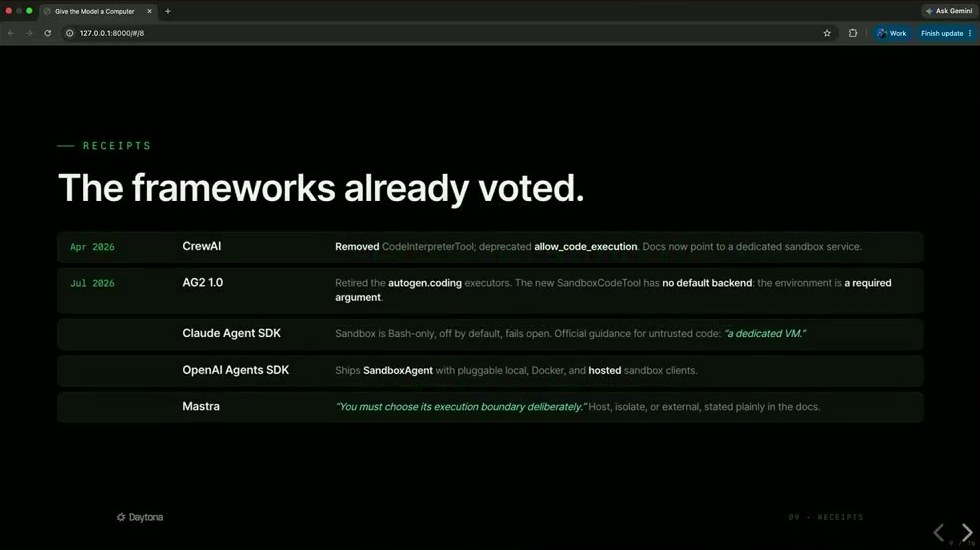 Give the Model a Computer
Ask Gemini
127.0.0.1:8000/#/8
Work
Finish update
RECEIPTS
The frameworks already voted.
Apr 2026 CrewAI Removed CodeInterpreterTool; deprecated allow_code_execution. Docs now point to a dedicated sandbox service.
Jul 2026 AG2 1.0 Retired the autogen.coding executors. The new SandboxCodeTool has no default backend: the environment is a required
argument.
Claude Agent SDK Sandbox is Bash-only, off by default, fails open. Official guidance for untrusted code: "a dedicated VM."
OpenAI Agents SDK Ships SandboxAgent with pluggable local, Docker, and hosted sandbox clients.
Mastra "You must choose its execution boundary deliberately." Host, isolate, or external, stated plainly in the docs.
Daytona
09 · RECEIPTS